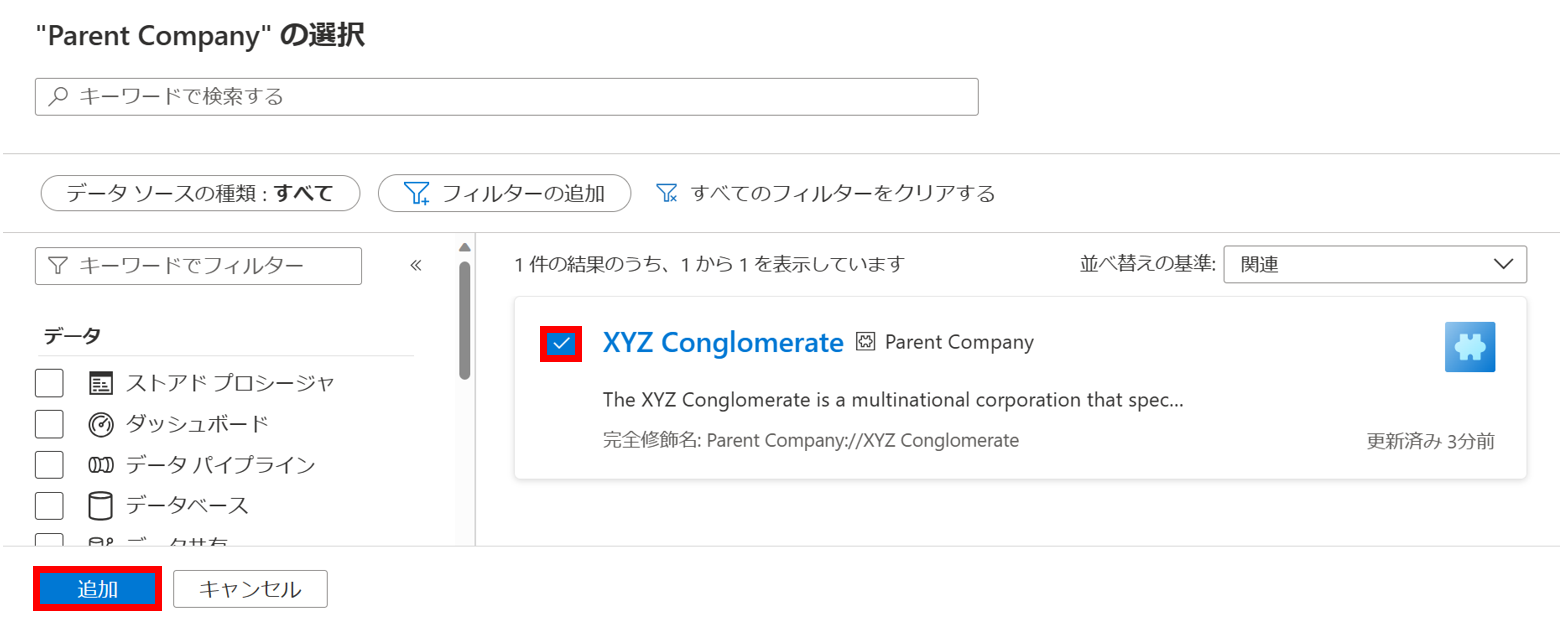 "Parent Company" の選択
キーワードで検索する
データ ソースの種類 : すべて
フィルターの追加
すべてのフィルターをクリアする
キーワードでフィルター
«
1 件の結果のうち、1 から 1 を表示しています
並べ替えの基準:
関連
データ
ストアド プロシージャ
ダッシュボード
データ パイプライン
データベース
データ共有
XYZ Conglomerate
Parent Company
The XYZ Conglomerate is a multinational corporation that spec...
完全修飾名: Parent Company://XYZ Conglomerate
更新済み 3分前
追加
キャンセル